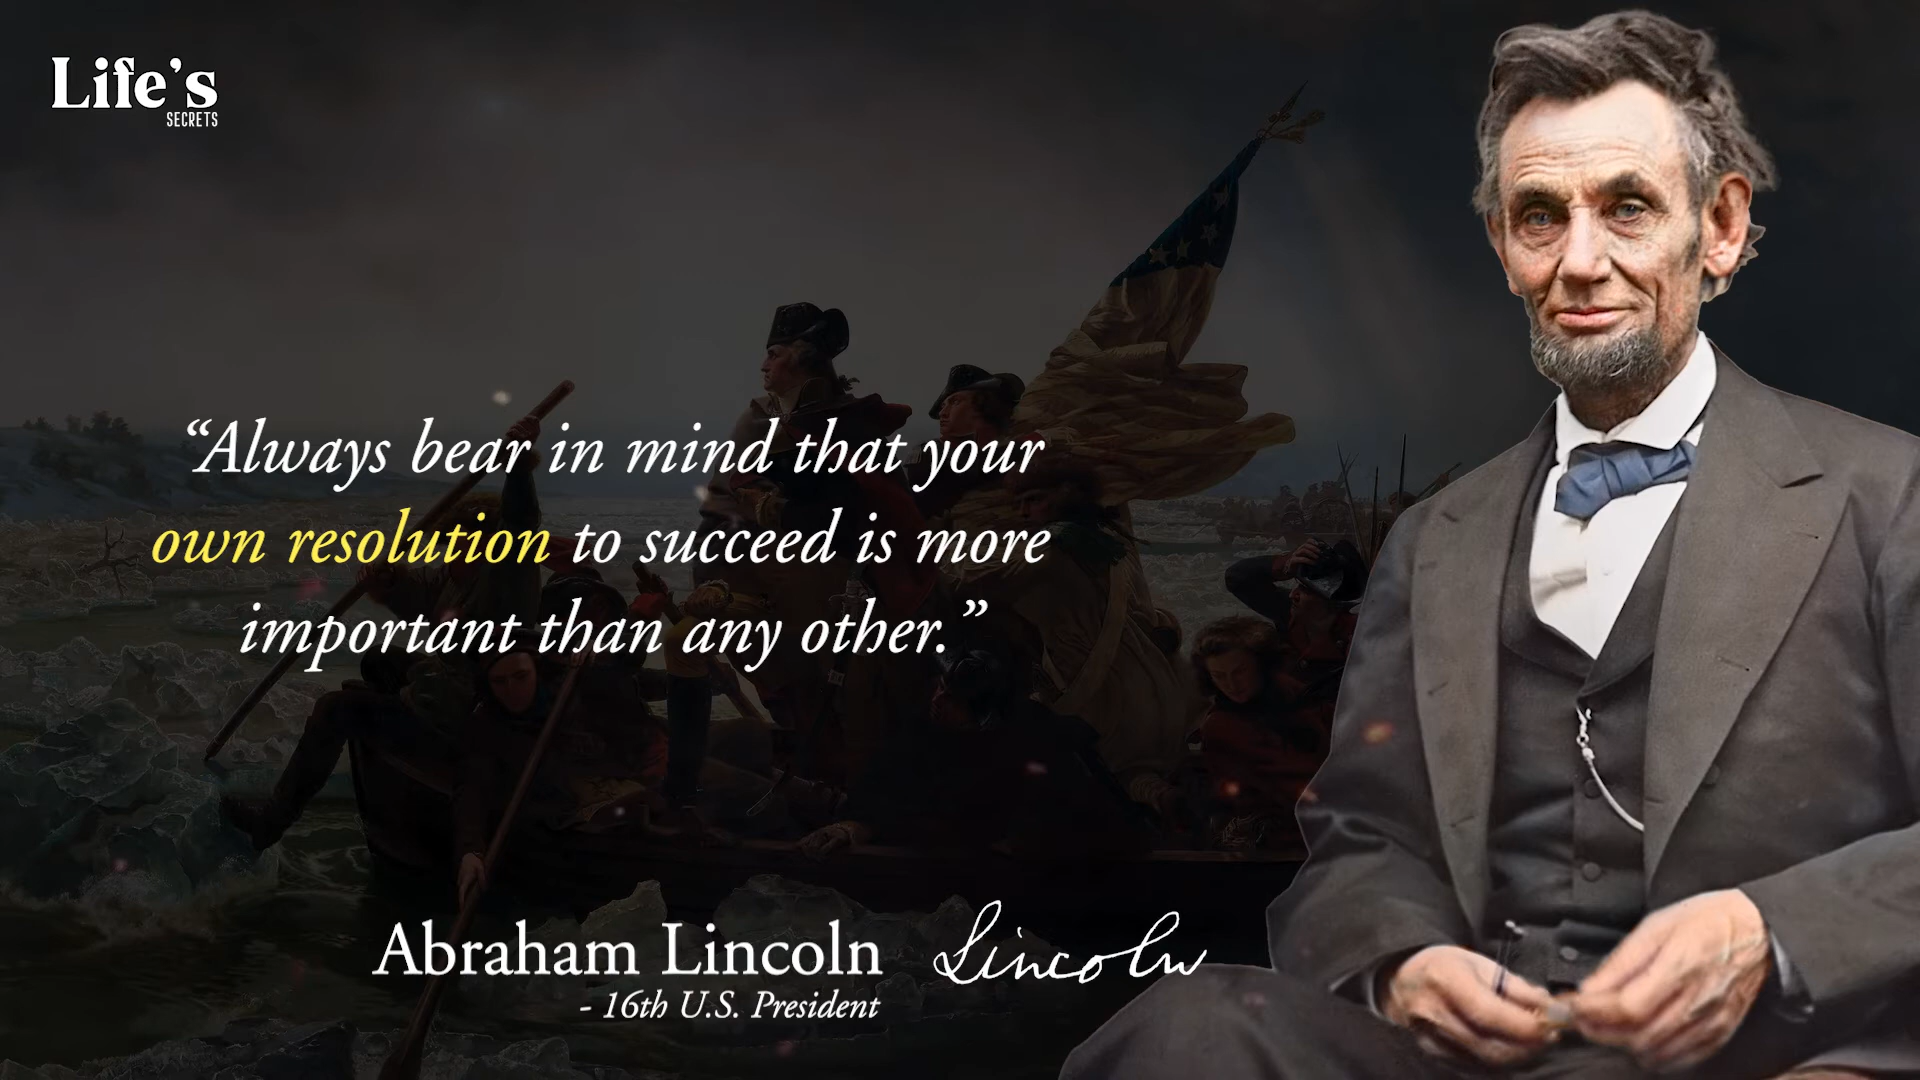 Life's
SECRETS
“Always bear in mind that your
own resolution to succeed is more
important than any other.”
Abraham Lincoln
Lincoln
- 16th U.S. President